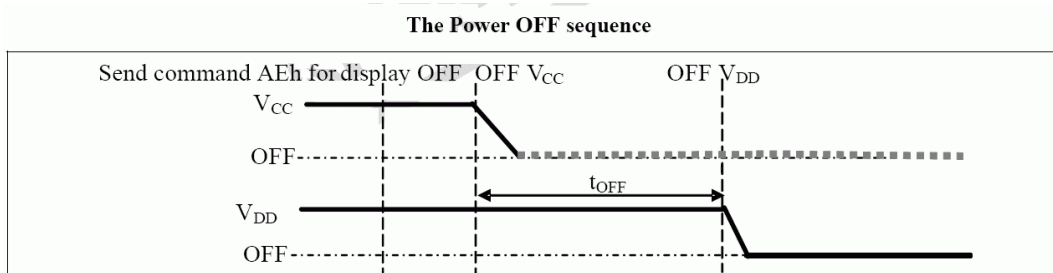 The Power OFF sequence
Send command AEh for display OFF OFF VCC OFF VDD
VCC
OFF
tOFF
VDD
OFF